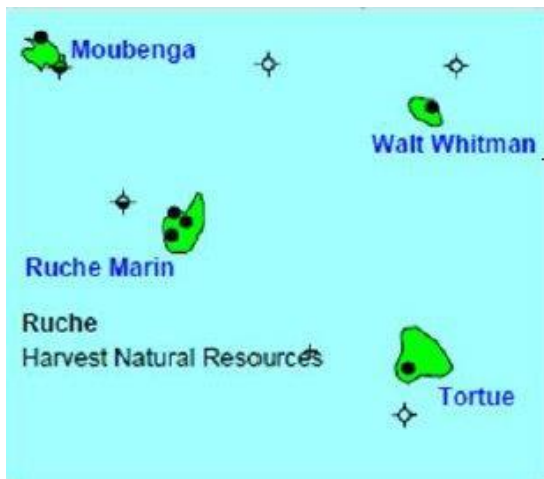 Moubenga
Walt Whitman
Ruche Marin
Ruche
Harvest Natural Resources
Tortue